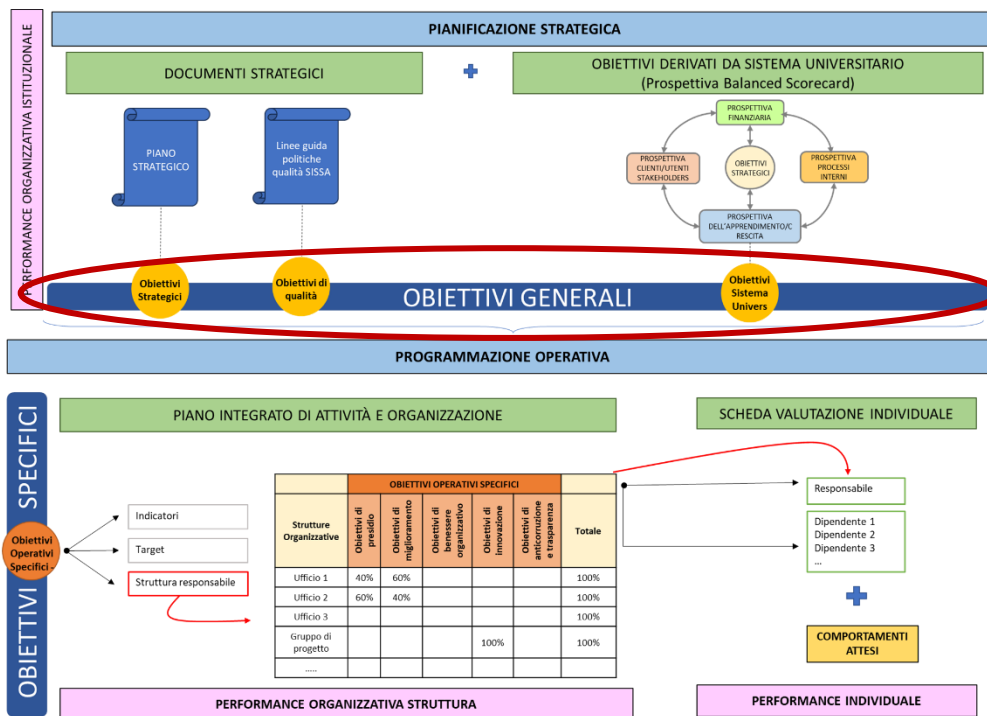 PERFORMANCE ORGANIZZATIVA ISTITUZIONALE
PIANIFICAZIONE STRATEGICA
DOCUMENTI STRATEGICI
OBIETTIVI DERIVATI DA SISTEMA UNIVERSITARIO
(Prospettiva Balanced Scorecard)
PIANO
STRATEGICO
Linee guida
politiche
qualità SISSA
PROSPETTIVA
FINANZIARIA
PROSPETTIVA
CLIENTI/UTENTI
STAKEHOLDERS
OBIETTIVI
STRATEGICI
PROSPETTIVA
PROCESSI
INTERNI
PROSPETTIVA
DELL'APPRENDIMENTO/C
RESCITA
Obiettivi
Strategici
Obiettivi di
qualità
OBIETTIVI GENERALI
Obiettivi
Sistema
Univers
PROGRAMMAZIONE OPERATIVA
OBIETTIVI SPECIFICI
PIANO INTEGRATO DI ATTIVITÀ E ORGANIZZAZIONE
SCHEDA VALUTAZIONE INDIVIDUALE
Obiettivi
Operativi
Specifici -
Indicatori
Target
Struttura responsabile
OBIETTIVI OPERATIVI SPECIFICI
Strutture
Organizzative
Obiettivi di
presidio
Obiettivi di
miglioramento
Obiettivi di
benessere
organizzativo
Obiettivi di
innovazione
Obiettivi di
anticorruzione
e trasparenza
Totale
Ufficio 1 40% 60% 100%
Ufficio 2 60% 40% 100%
Ufficio 3 100%
Gruppo di
progetto 100% 100%
.....
Responsabile
Dipendente 1
Dipendente 2
Dipendente 3
...
COMPORTAMENTI
ATTESI
PERFORMANCE ORGANIZZATIVA STRUTTURA
PERFORMANCE INDIVIDUALE